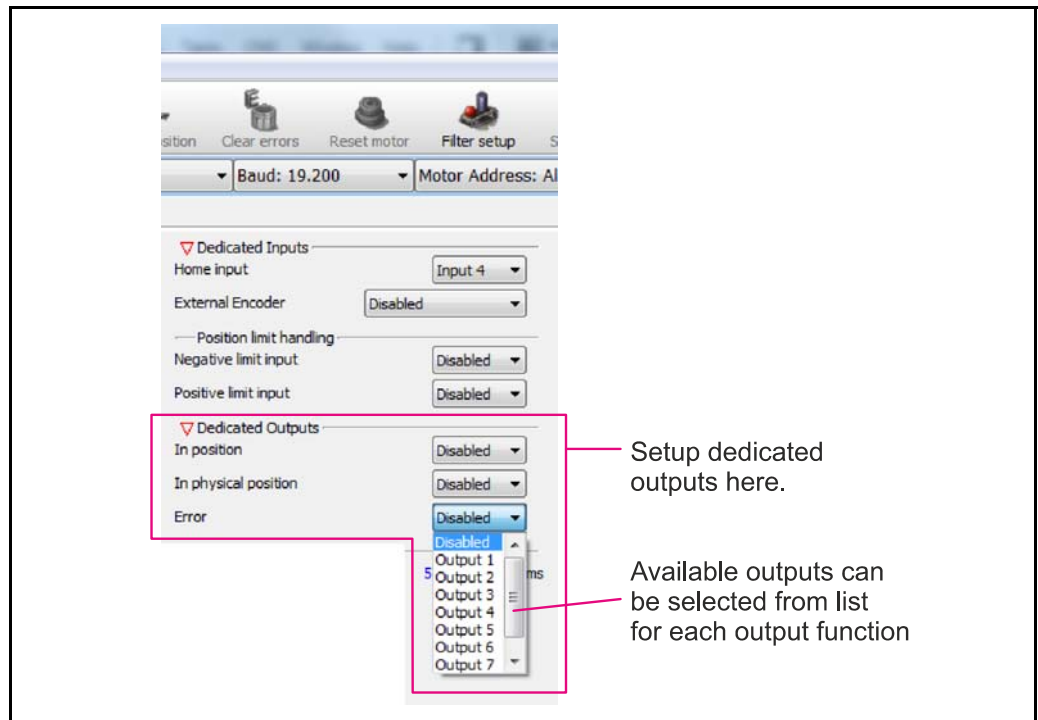 sition Clear errors Reset motor Filter setup S
Baud: 19.200 Motor Address: Al
Dedicated Inputs
Home input Input 4
External Encoder Disabled
Position limit handling
Negative limit input Disabled
Positive limit input Disabled
Dedicated Outputs
In position Disabled
In physical position Disabled
Error Disabled
Disabled
Output 1
5 Output 2 ms
Output 3
Output 4
Output 5
Output 6
Output 7
Setup dedicated
outputs here.
Available outputs can
be selected from list
for each output function